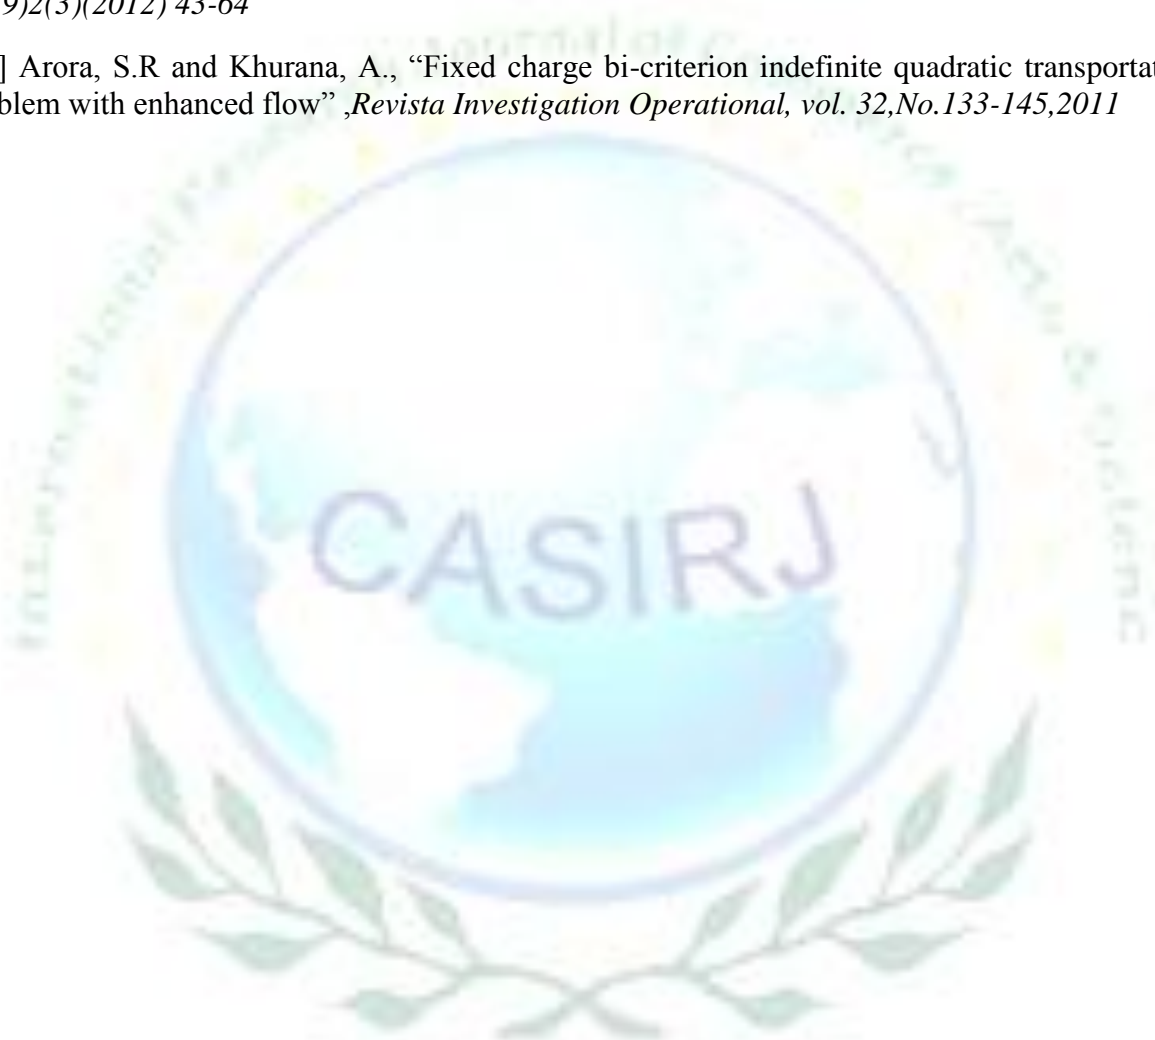 9)2(3)(2012) 43-64
] Arora, S.R and Khurana, A., “Fixed charge bi-criterion indefinite quadratic transportat
blem with enhanced flow” ,Revista Investigation Operational, vol. 32,No.133-145,2011
CASIRJ